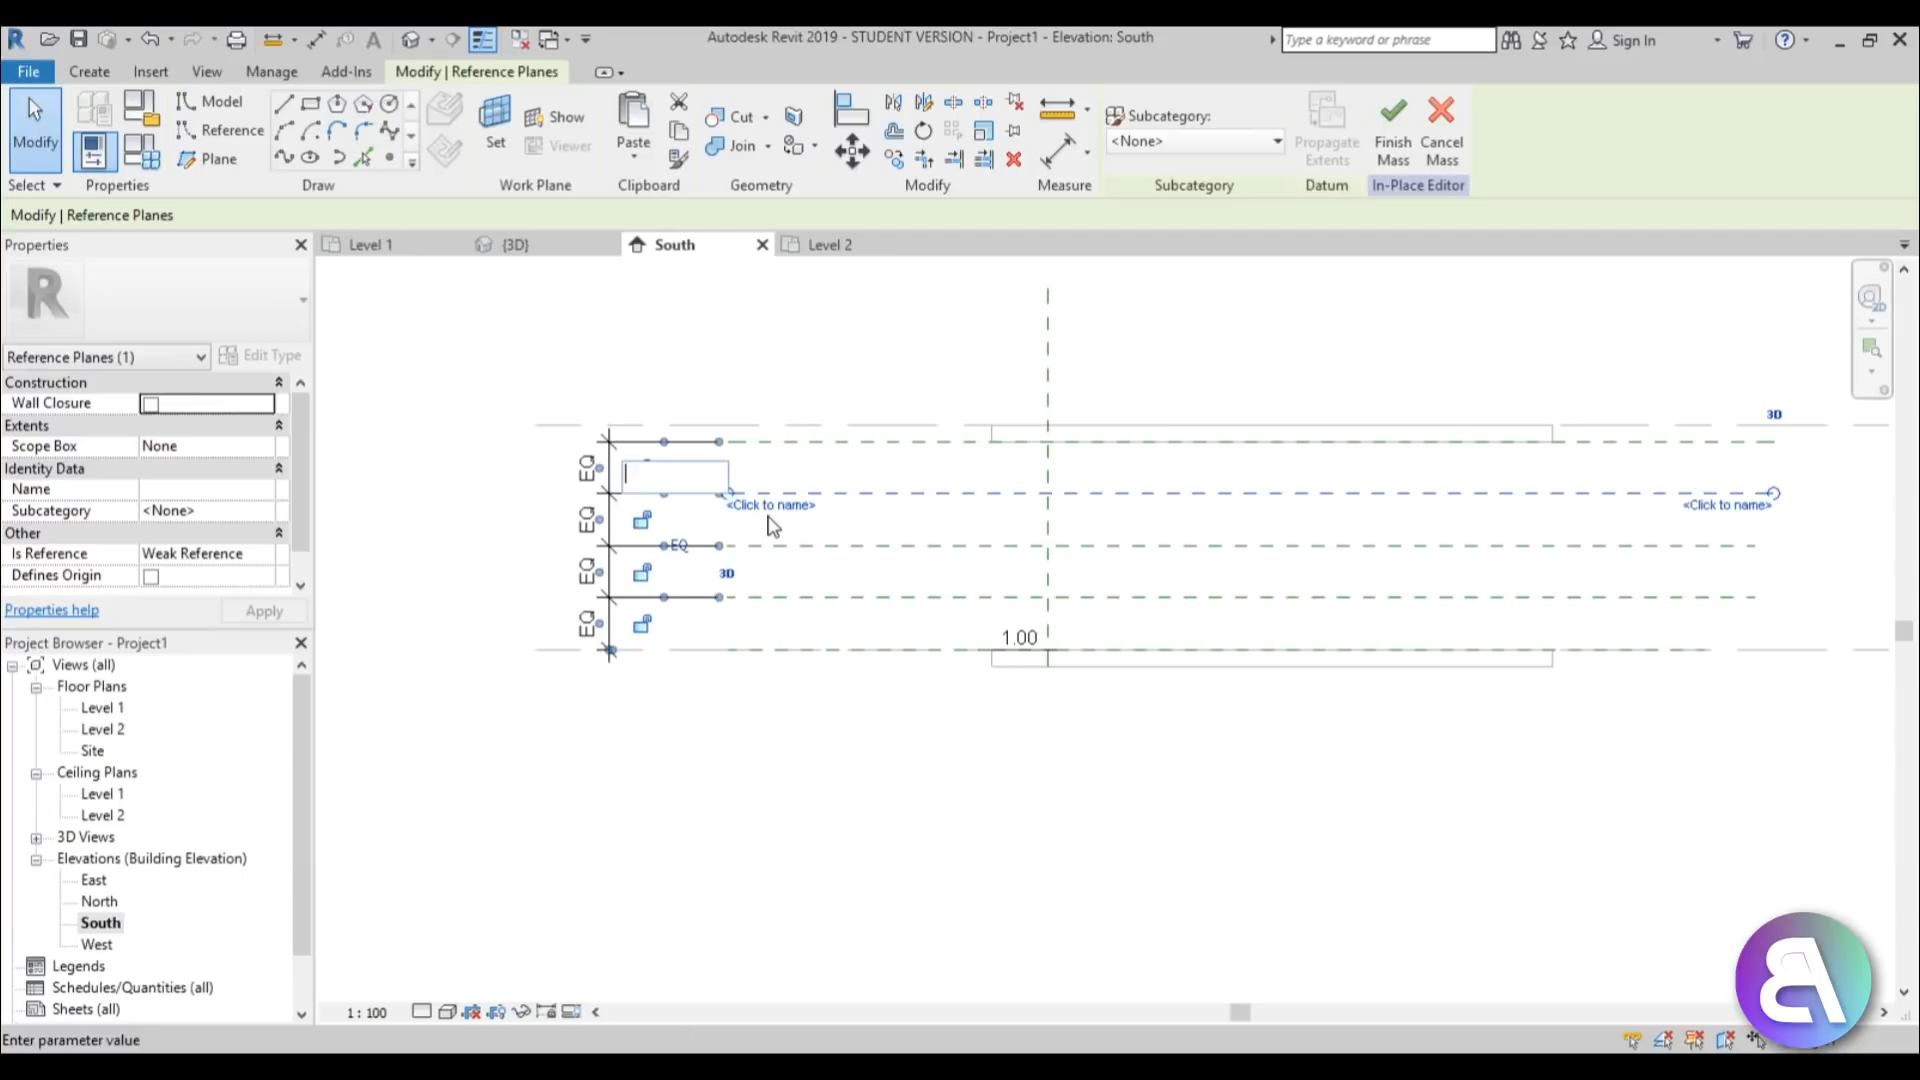 Autodesk Revit 2019 - STUDENT VERSION - Project1 - Elevation: South
Type a keyword or phrase
Sign In
File Create Insert View Manage Add-Ins Modify | Reference Planes
Modify
Model
Reference
Plane
Set
Show
Viewer
Paste
Cut
Join
Subcategory:
<None>
Propagate Extents
Finish Mass
Cancel Mass
Select Properties Draw Work Plane Clipboard Geometry Modify Measure Subcategory Datum In-Place Editor
Modify | Reference Planes
Properties
Level 1 {3D} South Level 2
R
Reference Planes (1) Edit Type
Construction
Wall Closure
Extents
Scope Box None
Identity Data
Name
Subcategory <None>
Other
Is Reference Weak Reference
Defines Origin
Properties help Apply
Project Browser - Project1
Views (all)
Floor Plans
Level 1
Level 2
Site
Ceiling Plans
Level 1
Level 2
3D Views
Elevations (Building Elevation)
East
North
South
West
Legends
Schedules/Quantities (all)
Sheets (all)
3D
EQ
EQ
EQ
EQ
<Click to name>
<Click to name>
EQ
3D
1.00
1 : 100
Enter parameter value